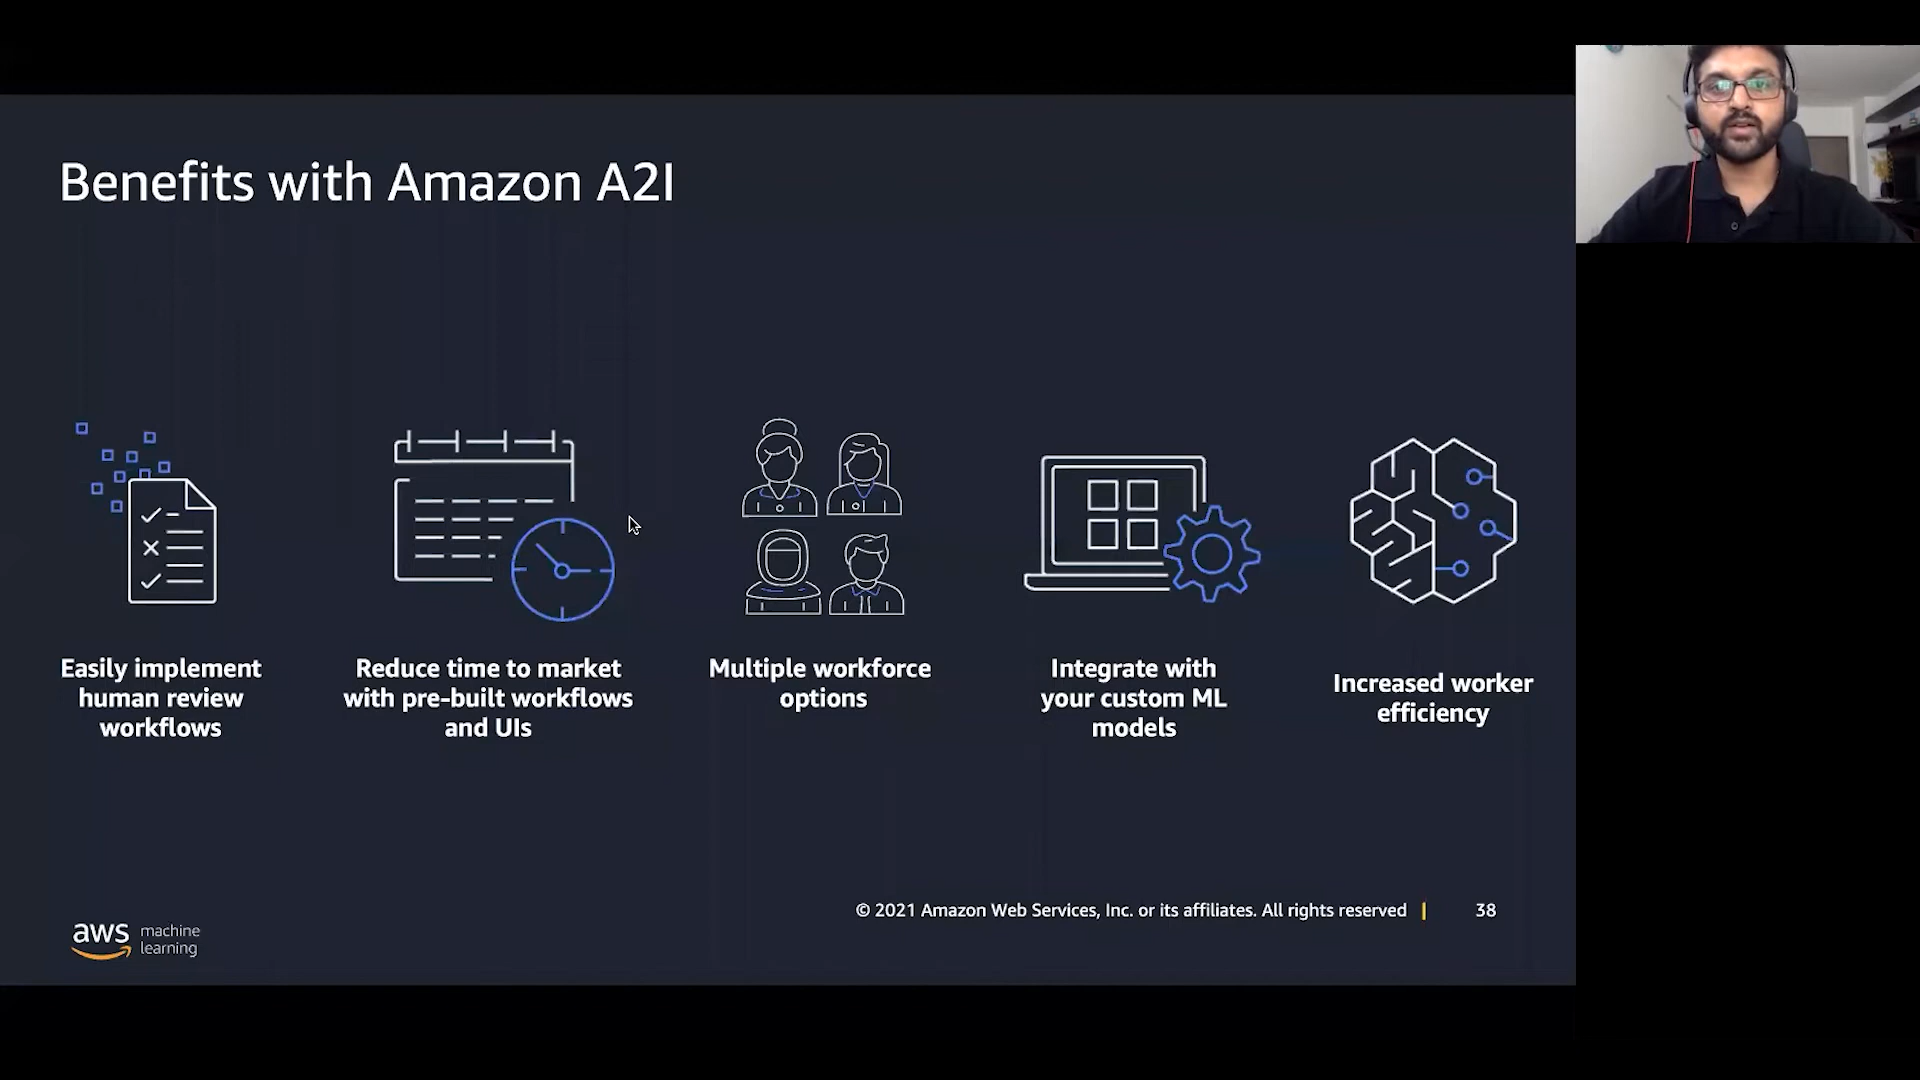 Benefits with Amazon A2I
Easily implement
human review
workflows
Reduce time to market
with pre-built workflows
and UIs
Multiple workforce
options
Integrate with
your custom ML
models
Increased worker
efficiency
© 2021 Amazon Web Services, Inc. or its affiliates. All rights reserved | 38
aws machine
learning